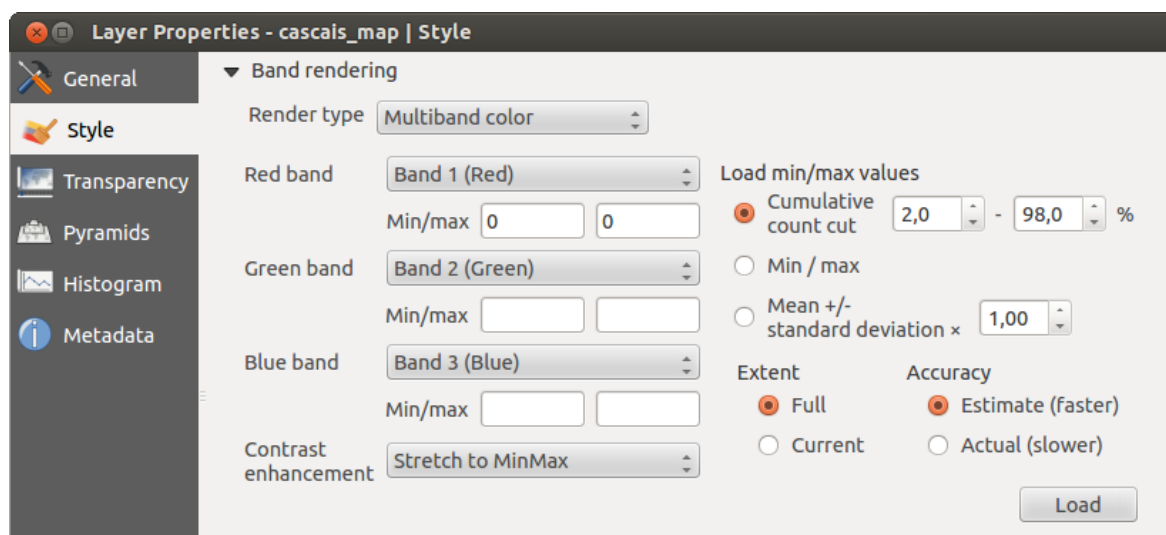 Layer Properties - cascais_map | Style
General
Style
Transparency
Pyramids
Histogram
Metadata
Band rendering
Render type Multiband color
Red band Band 1 (Red)
Min/max 0 0
Green band Band 2 (Green)
Min/max
Blue band Band 3 (Blue)
Min/max
Contrast
enhancement Stretch to MinMax
Load min/max values
Cumulative
count cut 2,0 - 98,0 %
Min / max
Mean +/-
standard deviation × 1,00
Extent
Full
Current
Accuracy
Estimate (faster)
Actual (slower)
Load